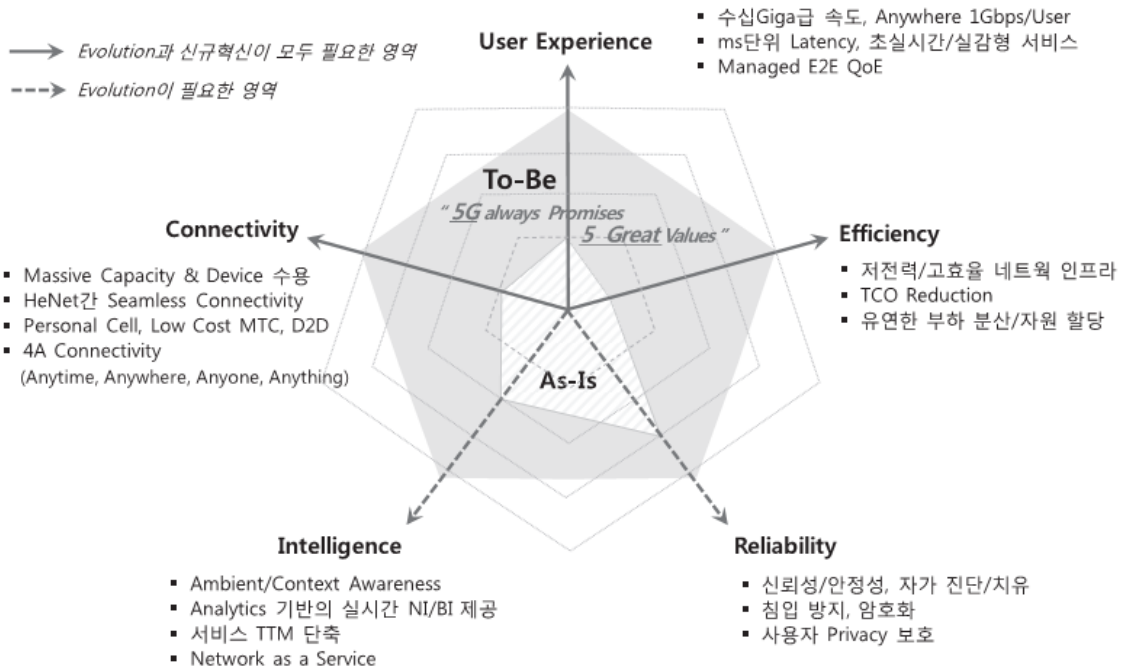 Evolution과 신규혁신이 모두 필요한 영역
Evolution이 필요한 영역
User Experience
▪ 수십Giga급 속도, Anywhere 1Gbps/User
▪ ms단위 Latency, 초실시간/실감형 서비스
▪ Managed E2E QoE
To-Be
“ 5G always Promises
5 Great Values ”
Connectivity
▪ Massive Capacity & Device 수용
▪ HeNet간 Seamless Connectivity
▪ Personal Cell, Low Cost MTC, D2D
▪ 4A Connectivity
(Anytime, Anywhere, Anyone, Anything)
Efficiency
▪ 저전력/고효율 네트웍 인프라
▪ TCO Reduction
▪ 유연한 부하 분산/자원 할당
As-Is
Intelligence
▪ Ambient/Context Awareness
▪ Analytics 기반의 실시간 NI/BI 제공
▪ 서비스 TTM 단축
▪ Network as a Service
Reliability
▪ 신뢰성/안정성, 자가 진단/치유
▪ 침입 방지, 암호화
▪ 사용자 Privacy 보호